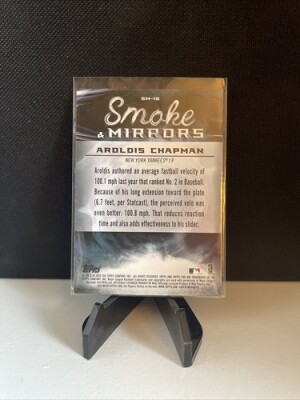 SM-15
Smoke
& MIRRORS
AROLDIS CHAPMAN
NEW YORK YANKEES | P
Aroldis authored an average fastball velocity of
100.1 mph last year that ranked No. 2 in Baseball.
Because of his long extension toward the plate
(6.7 feet, per Statcast), the perceived velo was
even better: 100.8 mph. That reduces reaction
time and also adds effectiveness to his slider.
TOPPS